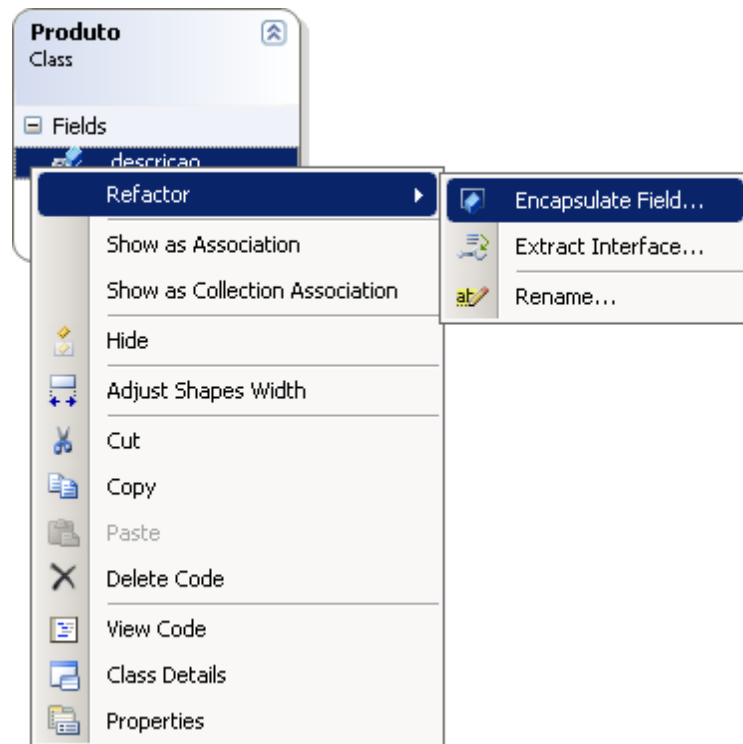 Produto
Class
Fields
descricao
Refactor
Encapsulate Field...
Extract Interface...
Rename...
Show as Association
Show as Collection Association
Hide
Adjust Shapes Width
Cut
Copy
Paste
Delete Code
View Code
Class Details
Properties